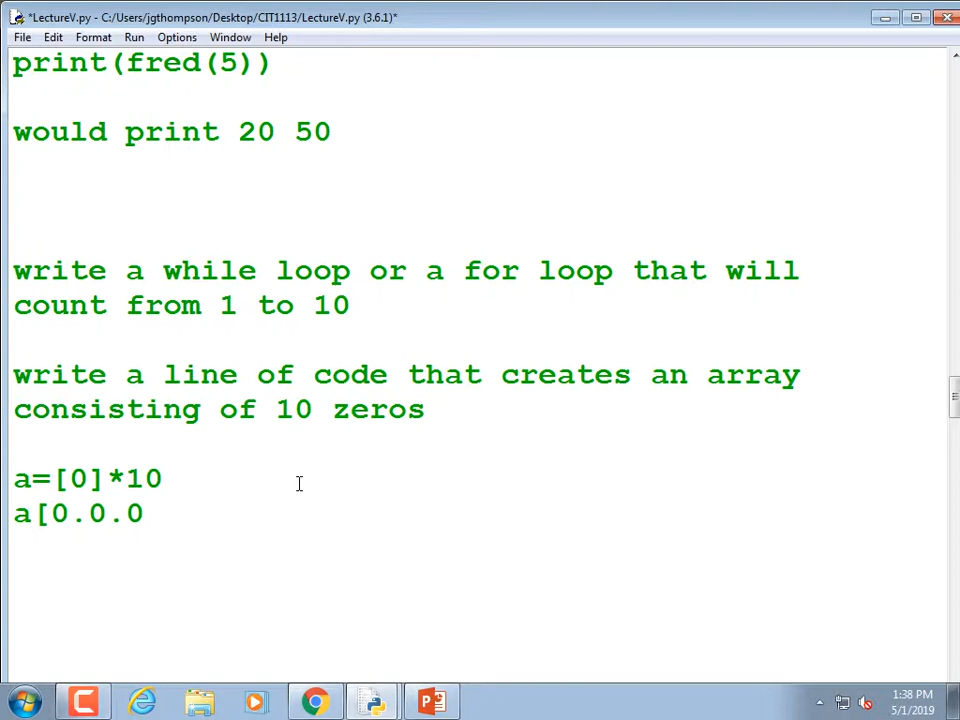 *LectureV.py - C:/Users/jgthompson/Desktop/CIT1113/LectureV.py (3.6.1)*
File Edit Format Run Options Window Help
print(fred(5))
would print 20 50
write a while loop or a for loop that will
count from 1 to 10
write a line of code that creates an array
consisting of 10 zeros
a=[0]*10
a[0.0.0
1:38 PM
5/1/2019